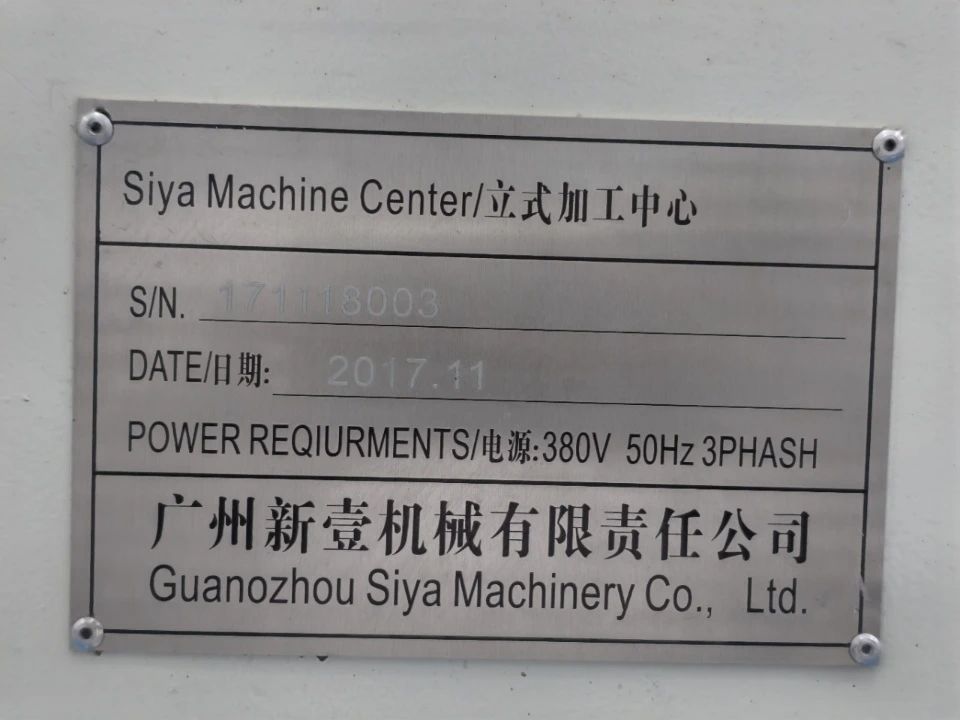 Siya Machine Center/立式加工中心
S/N. 171118003
DATE/日期: 2017.11
POWER REQIURMENTS/电源:380V 50Hz 3PHASH
广州新壹机械有限责任公司
Guanozhou Siya Machinery Co., Ltd.